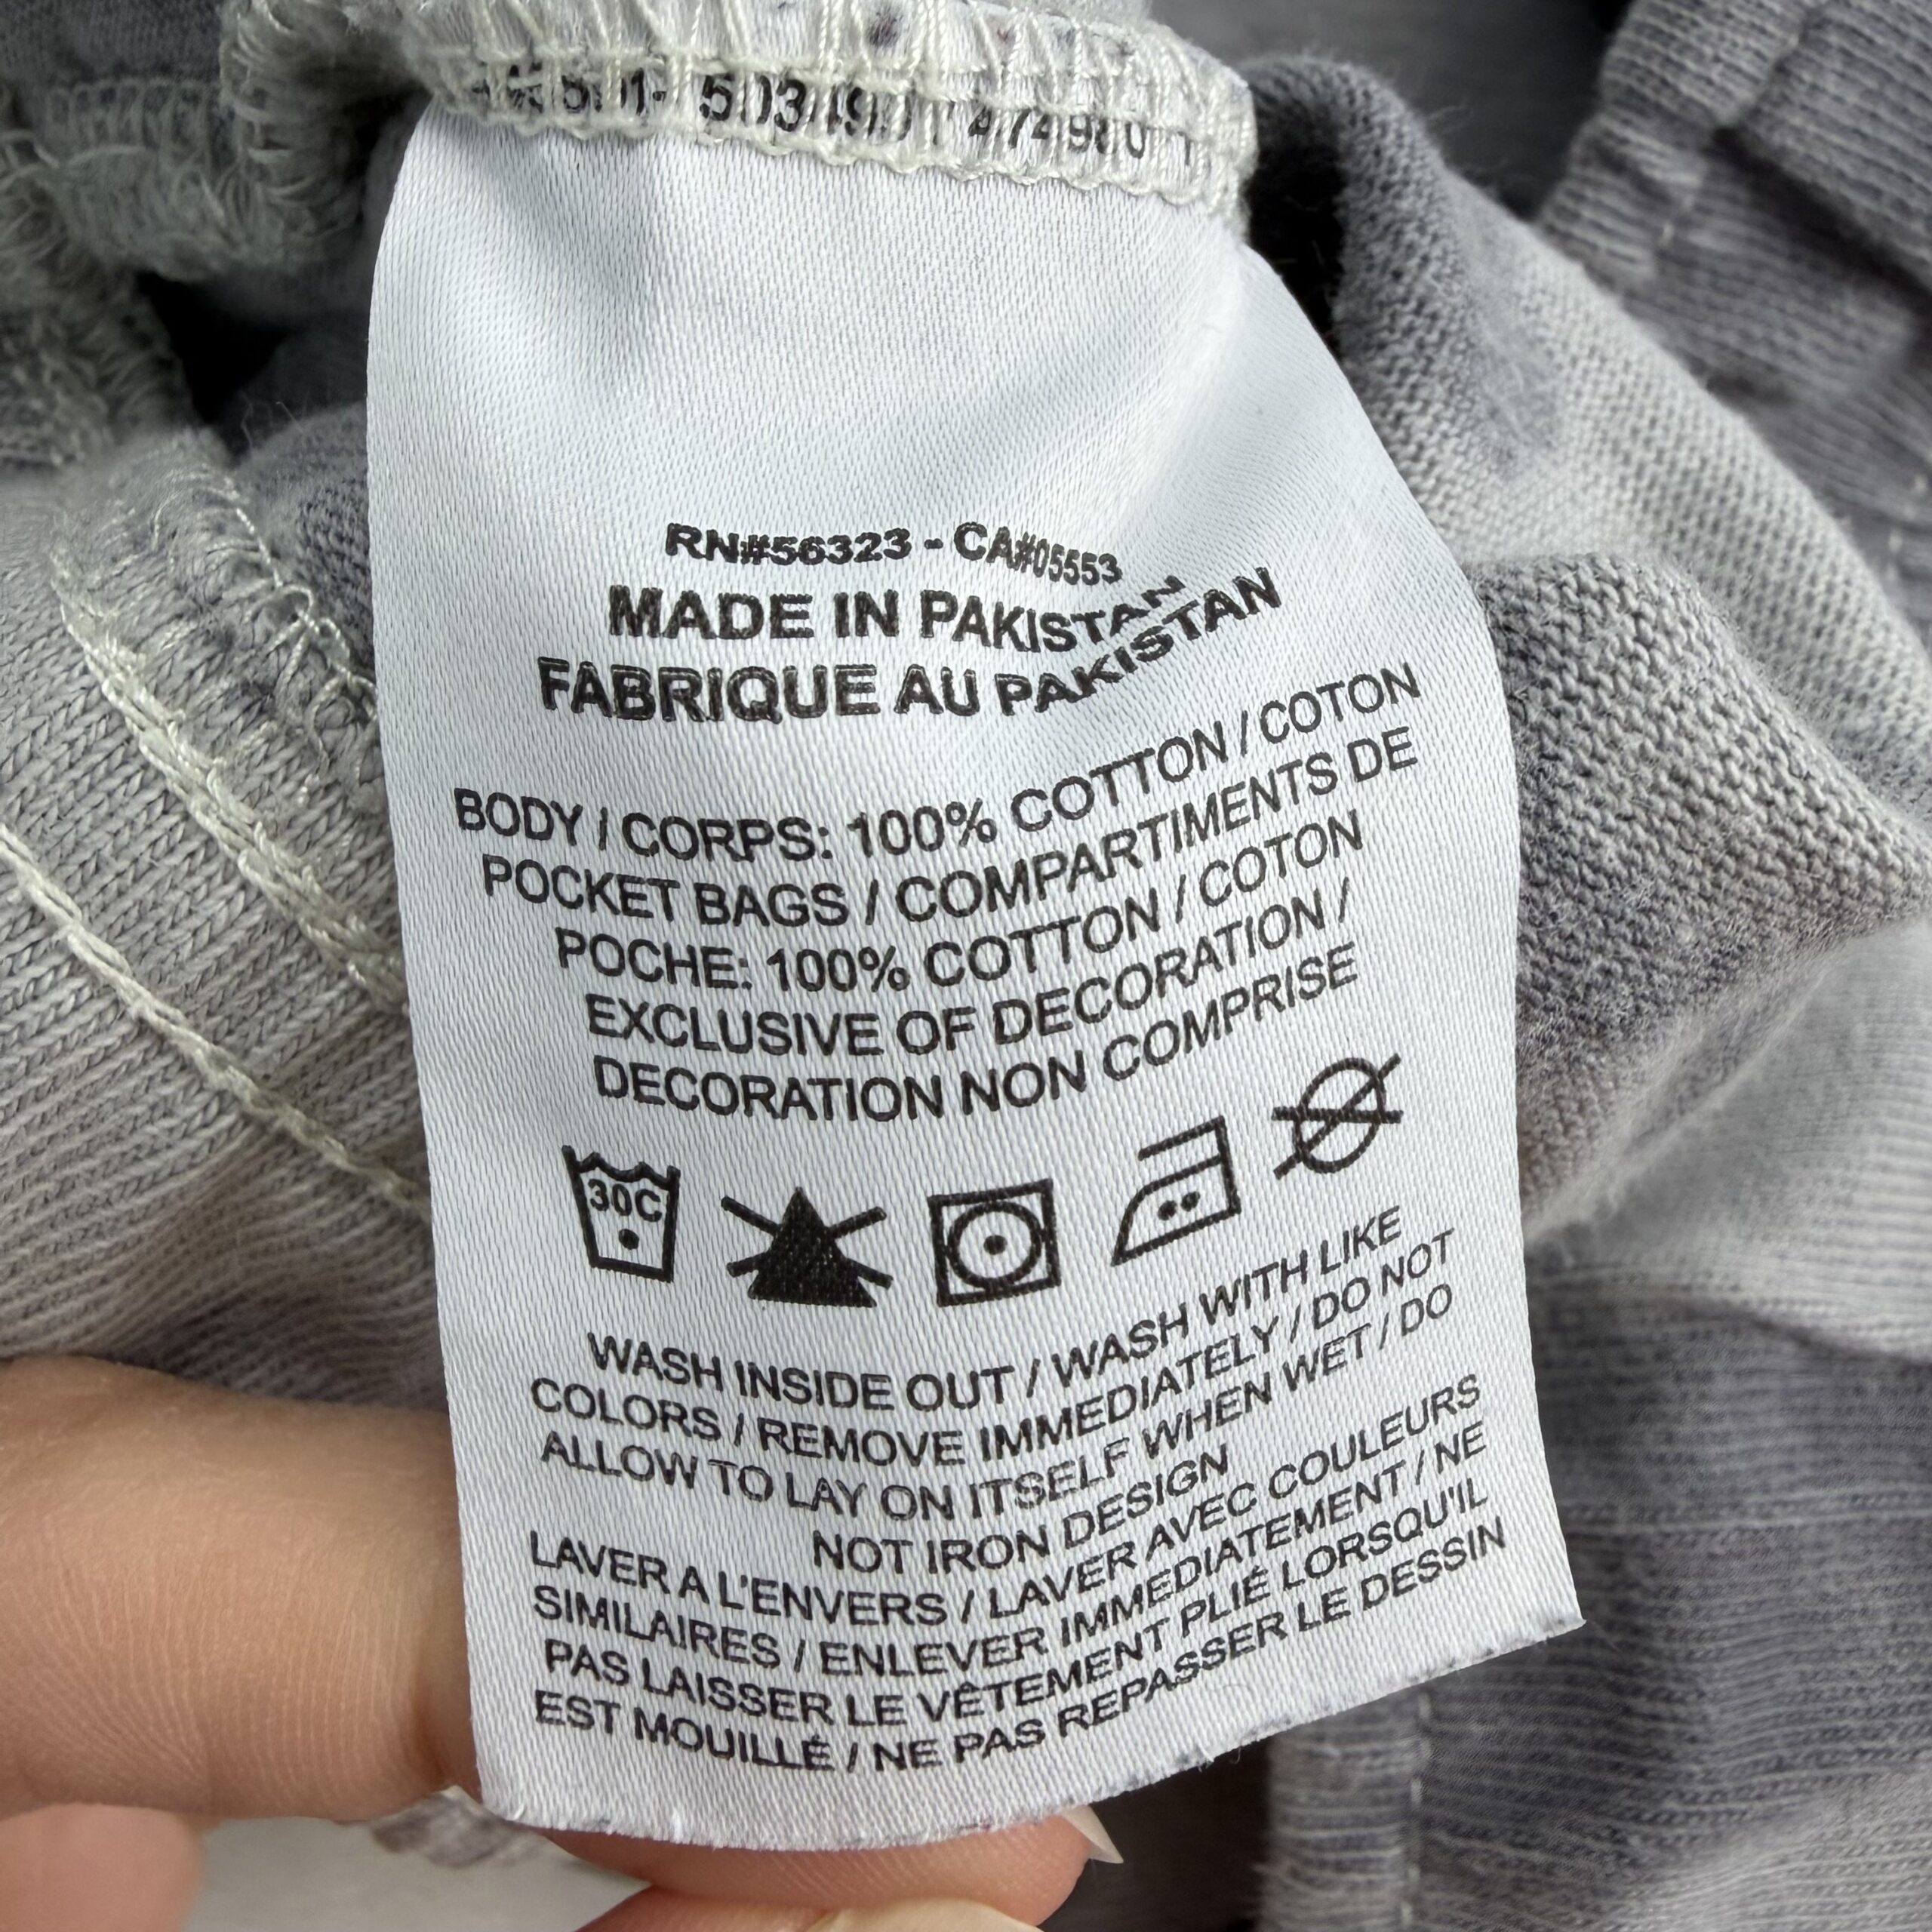 RN#56323 - CA#05553
MADE IN PAKISTAN
FABRIQUE AU PAKISTAN
BODY / CORPS: 100% COTTON / COTON
POCKET BAGS / COMPARTIMENTS DE
POCHE: 100% COTTON / COTON
EXCLUSIVE OF DECORATION /
DECORATION NON COMPRISE
30C
WASH INSIDE OUT / WASH WITH LIKE
COLORS / REMOVE IMMEDIATELY / DO NOT
ALLOW TO LAY ON ITSELF WHEN WET / DO
NOT IRON DESIGN
LAVER A L'ENVERS / LAVER AVEC COULEURS
SIMILAIRES / ENLEVER IMMEDIATEMENT / NE
PAS LAISSER LE VÊTEMENT PLIÉ LORSQU'IL
EST MOUILLÉ / NE PAS REPASSER LE DESSIN